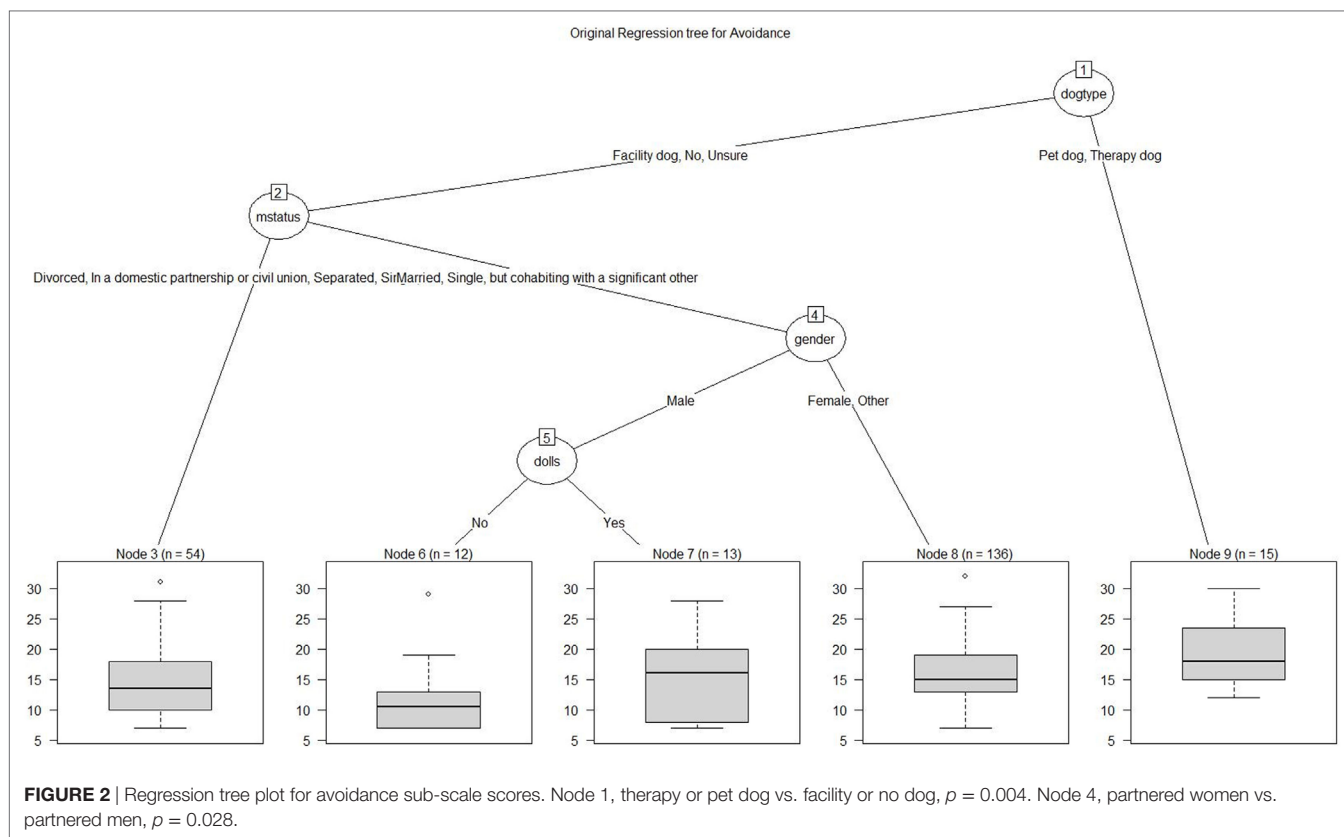 Original Regression tree for Avoidance
1
dogtype
Facility dog, No, Unsure
Pet dog, Therapy dog
2
mstatus
Divorced, In a domestic partnership or civil union, Separated, Married, Single, but cohabiting with a significant other
4
gender
Male
Female, Other
5
dolls
No
Yes
Node 3 (n = 54)
Node 6 (n = 12)
Node 7 (n = 13)
Node 8 (n = 136)
Node 9 (n = 15)
30
25
20
15
10
5
30
25
20
15
10
5
30
25
20
15
10
5
30
25
20
15
10
5
30
25
20
15
10
5
FIGURE 2 | Regression tree plot for avoidance sub-scale scores. Node 1, therapy or pet dog vs. facility or no dog, p = 0.004. Node 4, partnered women vs.
partnered men, p = 0.028.